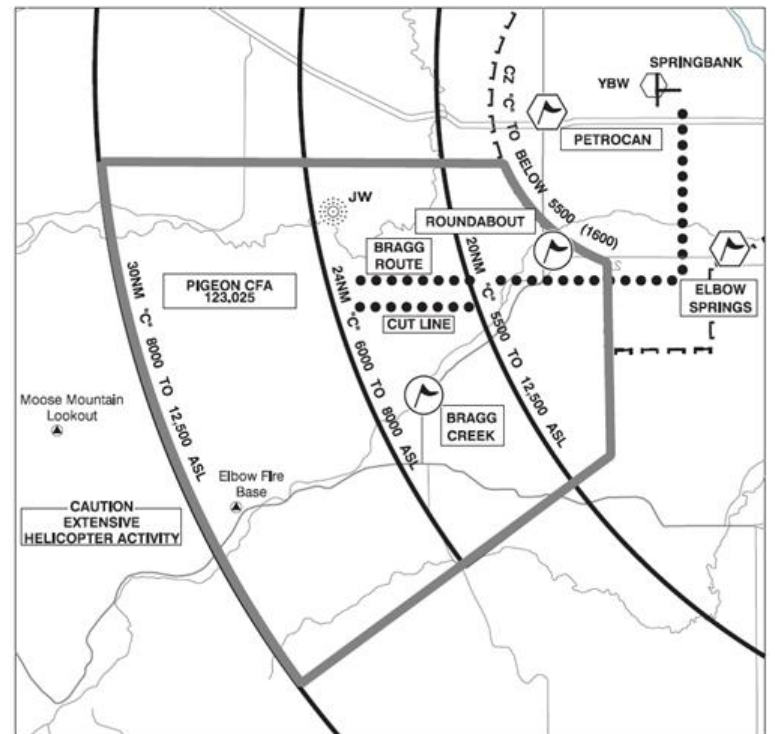 SPRINGBANK
YBW
CZ "C" TO BELOW 5500 (1600)
PETROCAN
JW
ROUNDABOUT
BRAGG
ROUTE
PIGEON CFA
123.025
ELBOW
SPRINGS
CUT LINE
30NM "C" 8000 TO 12,500 ASL
24NM "C" 6000 TO 8000 ASL
20NM "C" 5500 TO 12,500 ASL
Moose Mountain
Lookout
BRAGG
CREEK
Elbow Fire
Base
CAUTION
EXTENSIVE
HELICOPTER ACTIVITY